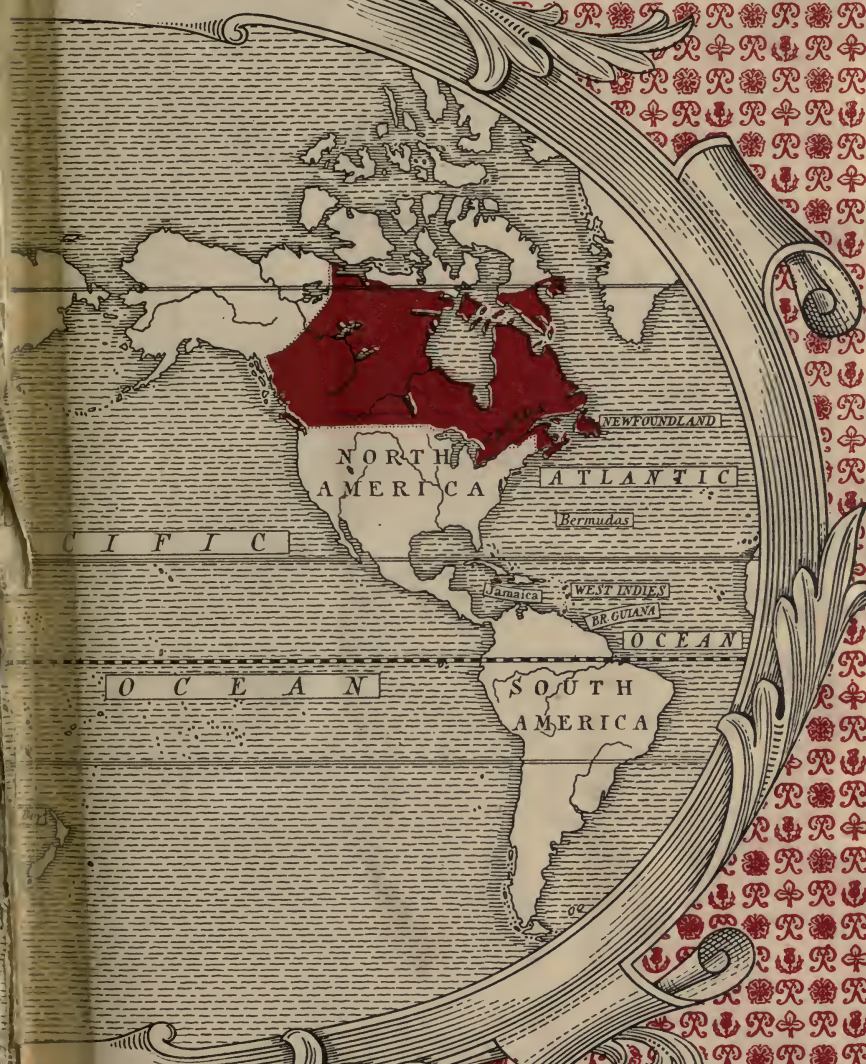 NEWFOUNDLAND
NORTH
AMERICA
ATLANTIC
Bermudas
CIFIC
Jamaica
WEST INDIES
BR. GUIANA
OCEAN
OCEAN
SOUTH
AMERICA